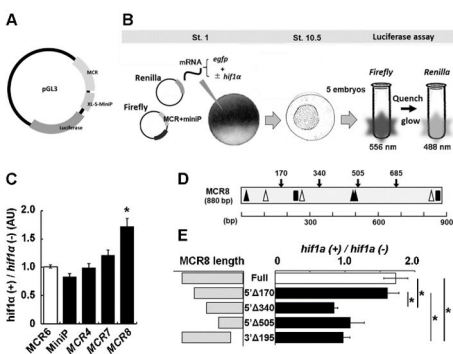 A
MCR
pGL3
XL-S-MiniP
Luciferase
B
St. 1
St. 10.5
Luciferase assay
mRNA
egfp
+
± hif1α
Renilla
Firefly
MCR+miniP
5 embryos
Firefly
Renilla
Quench
glow
556 nm
488 nm
C
hif1α (+) / hif1α (-) (AU)
2.0
1.5
1.0
0.5
0
*
MCR6
MiniP
MCR4
MCR7
MCR8
D
170
340
505
685
MCR8
(880 bp)
(bp)
300
600
900
E
hif1a (+) / hif1a (-)
MCR8 length
0
1.0
2.0
Full
5'Δ170
5'Δ340
5'Δ505
3'Δ195
*
*
*
*